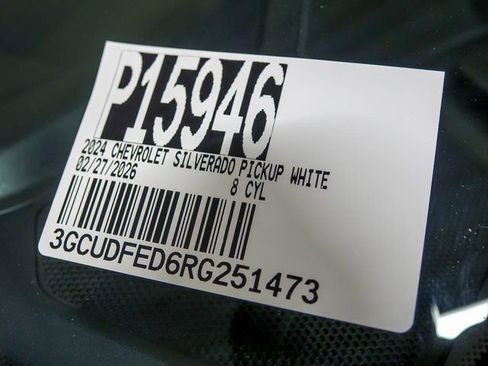 P15946
2024 CHEVROLET SILVERADO PICKUP WHITE
02/27/2026 8 CYL
3GCUDFED6RG251473